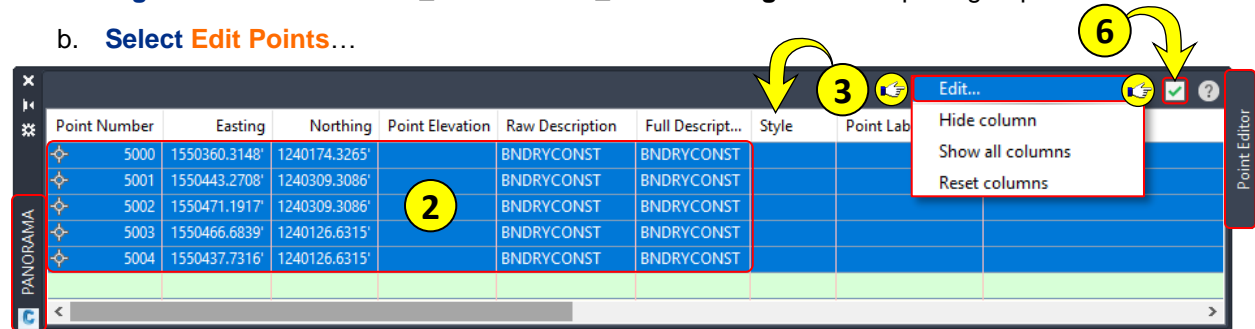 b. Select Edit Points…
6
3
Edit...
Hide column
Show all columns
Reset columns
?
Point Number Easting Northing Point Elevation Raw Description Full Descript... Style Point Lab
5000 1550360.3148' 1240174.3265' BNDRYCONST BNDRYCONST
5001 1550443.2708' 1240309.3086' BNDRYCONST BNDRYCONST
5002 1550471.1917' 1240309.3086' BNDRYCONST BNDRYCONST
2
5003 1550466.6839' 1240126.6315' BNDRYCONST BNDRYCONST
5004 1550437.7316' 1240126.6315' BNDRYCONST BNDRYCONST
PANORAMA
C
Point Editor